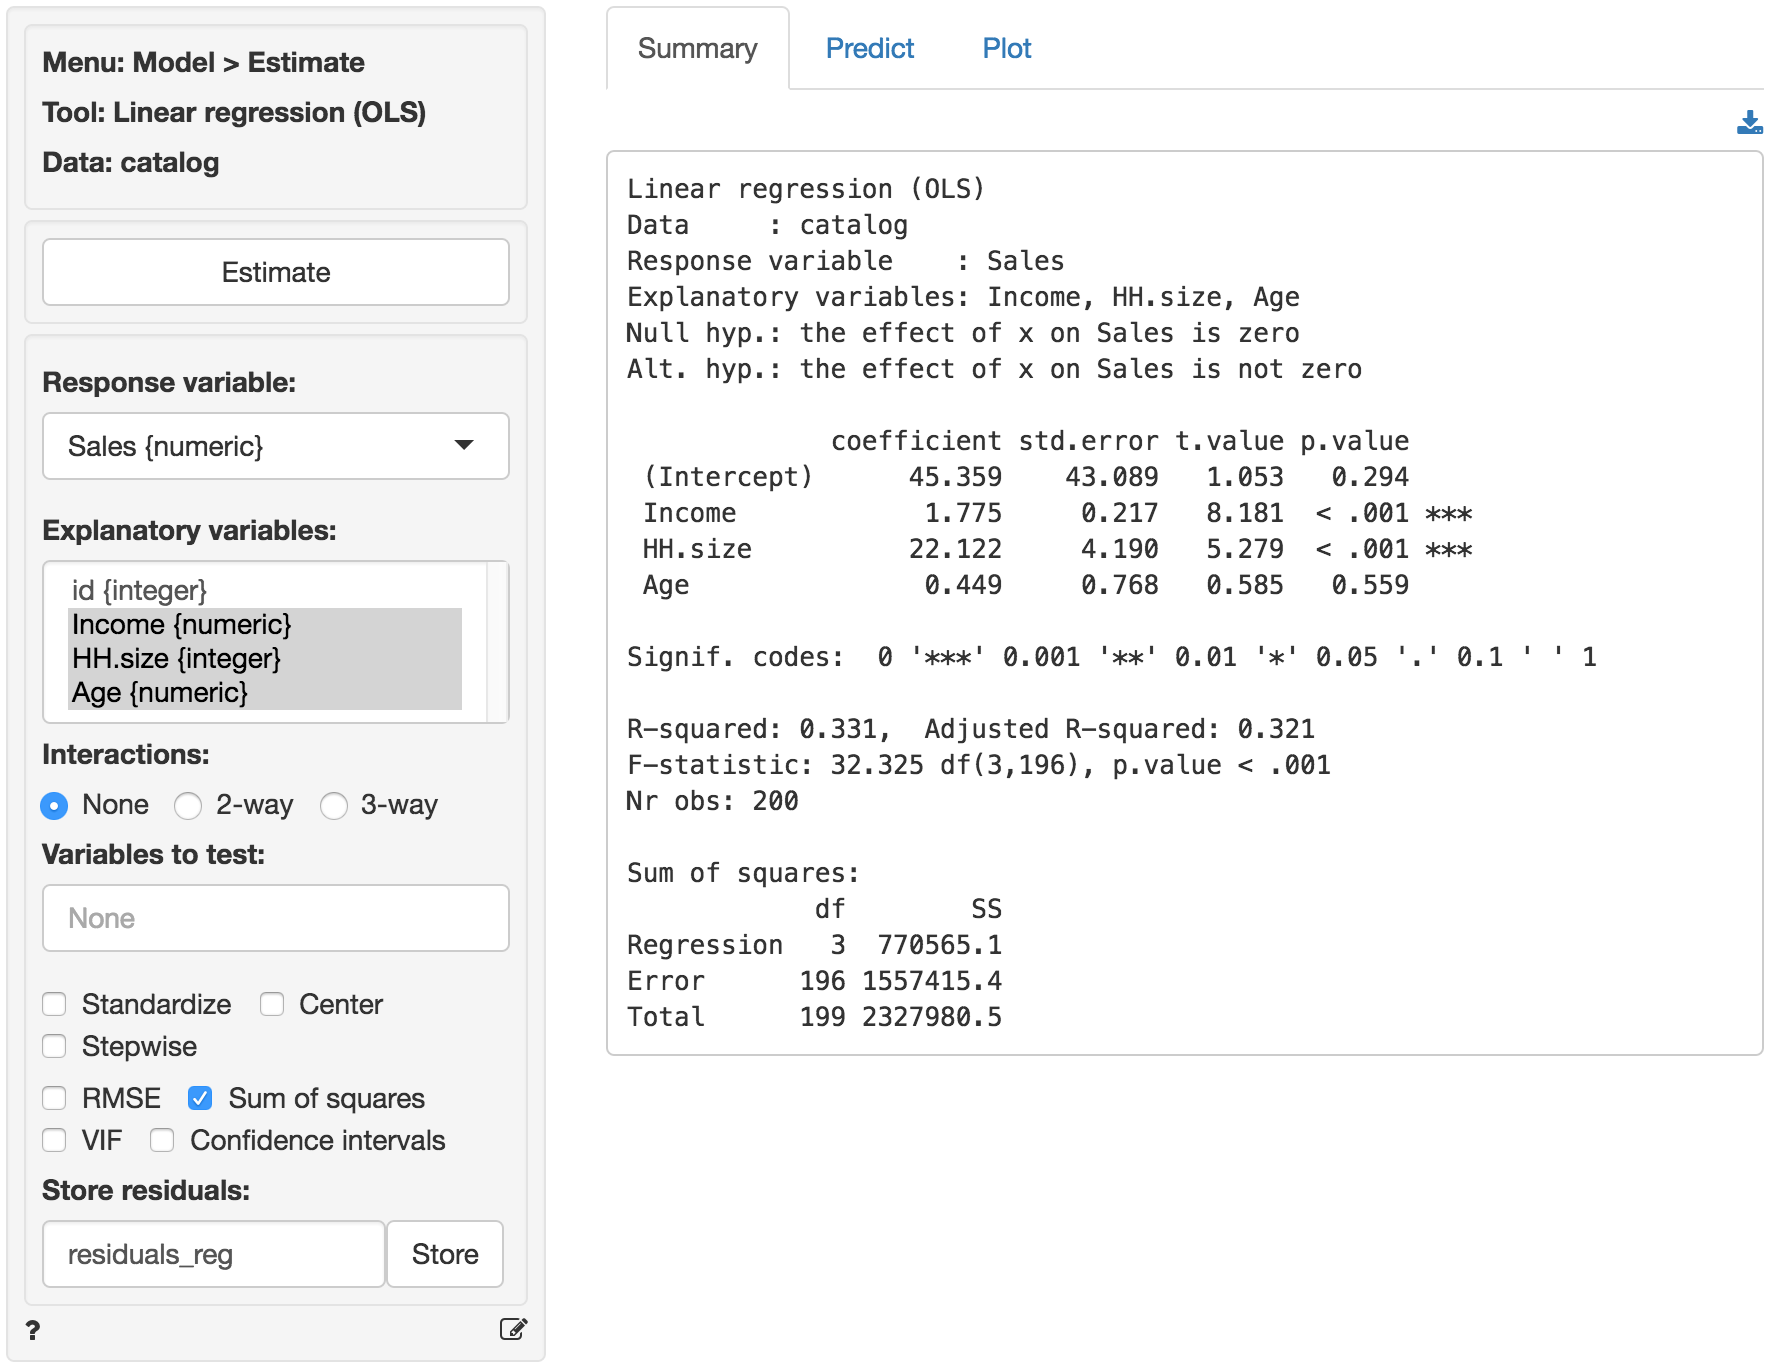 Menu: Model > Estimate
Tool: Linear regression (OLS)
Data: catalog
Estimate
Response variable:
Sales {numeric}
Explanatory variables:
id {integer}
Income {numeric}
HH.size {integer}
Age {numeric}
Interactions:
None 2-way 3-way
Variables to test:
None
Standardize Center
Stepwise
RMSE Sum of squares
VIF Confidence intervals
Store residuals:
residuals_reg Store
?
Summary Predict Plot
Linear regression (OLS)
Data     : catalog
Response variable    : Sales
Explanatory variables: Income, HH.size, Age
Null hyp.: the effect of x on Sales is zero
Alt. hyp.: the effect of x on Sales is not zero
             coefficient std.error t.value p.value
 (Intercept)      45.359    43.089   1.053   0.294
 Income            1.775     0.217   8.181  < .001 ***
 HH.size          22.122     4.190   5.279  < .001 ***
 Age               0.449     0.768   0.585   0.559
Signif. codes:  0 '***' 0.001 '**' 0.01 '*' 0.05 '.' 0.1 ' ' 1
R-squared: 0.331,  Adjusted R-squared: 0.321
F-statistic: 32.325 df(3,196), p.value < .001
Nr obs: 200
Sum of squares:
            df        SS
Regression   3  770565.1
Error      196 1557415.4
Total      199 2327980.5